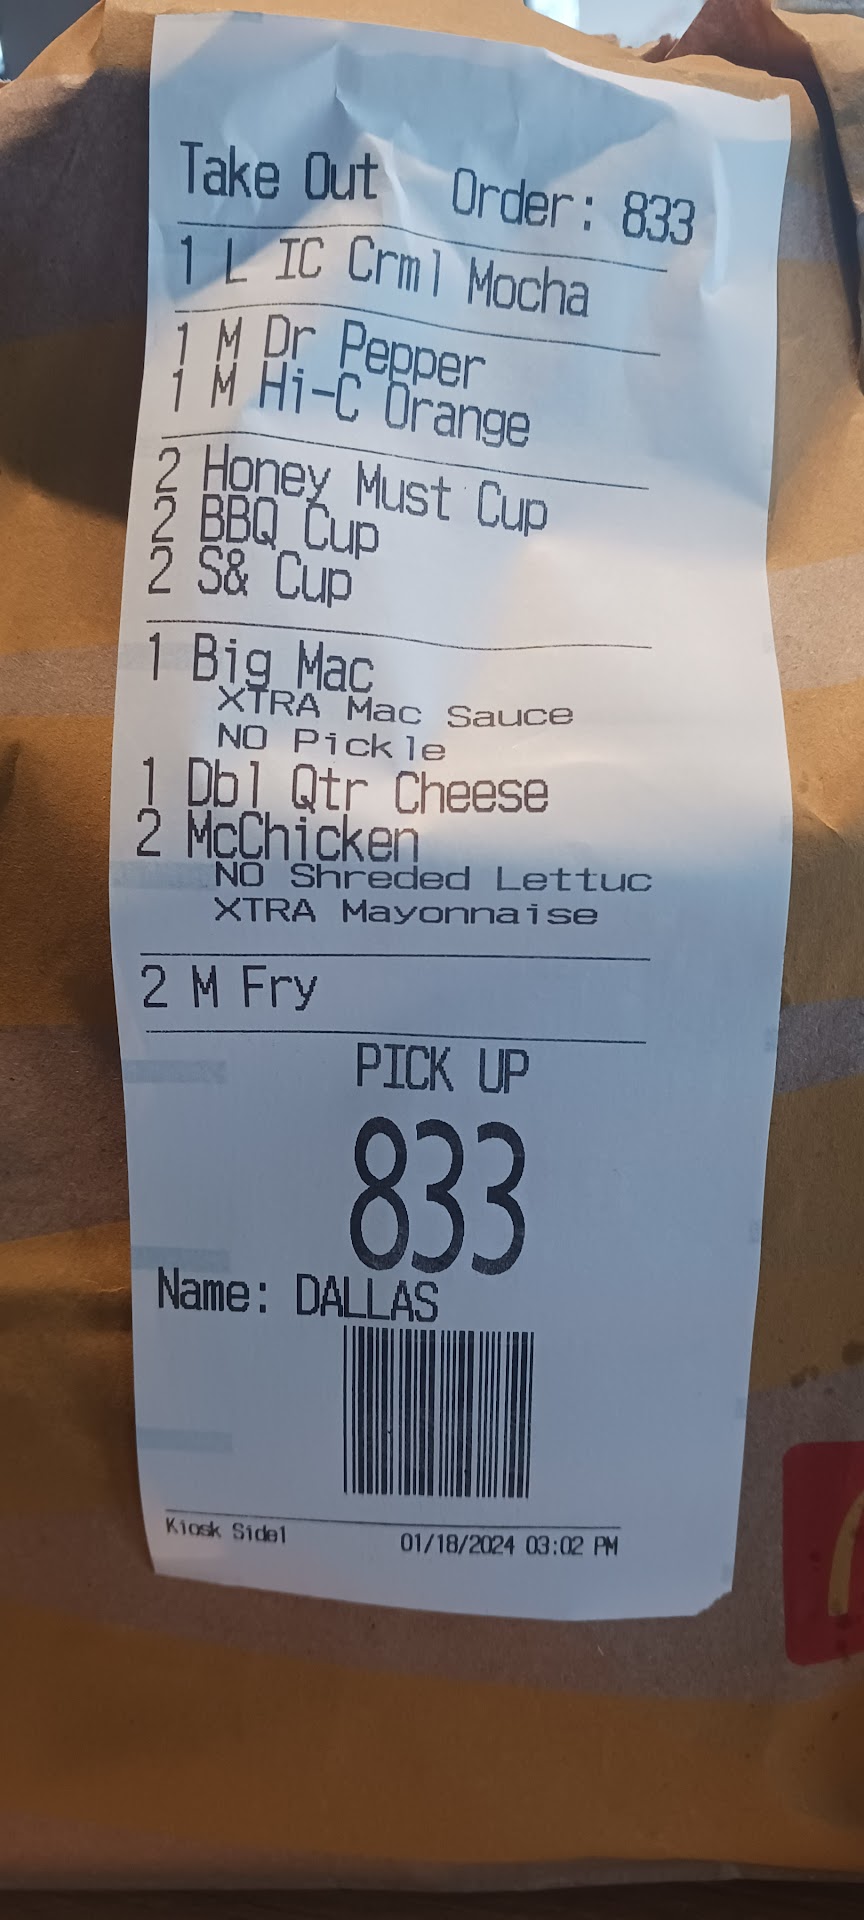 Take Out Order: 833
1 L IC Crml Mocha
1 M Dr Pepper
1 M Hi-C Orange
2 Honey Must Cup
2 BBQ Cup
2 S& Cup
1 Big Mac
XTRA Mac Sauce
NO Pickle
1 Dbl Qtr Cheese
2 McChicken
NO Shreded Lettuc
XTRA Mayonnaise
2 M Fry
PICK UP
833
Name: DALLAS
Kiosk Side1 01/18/2024 03:02 PM